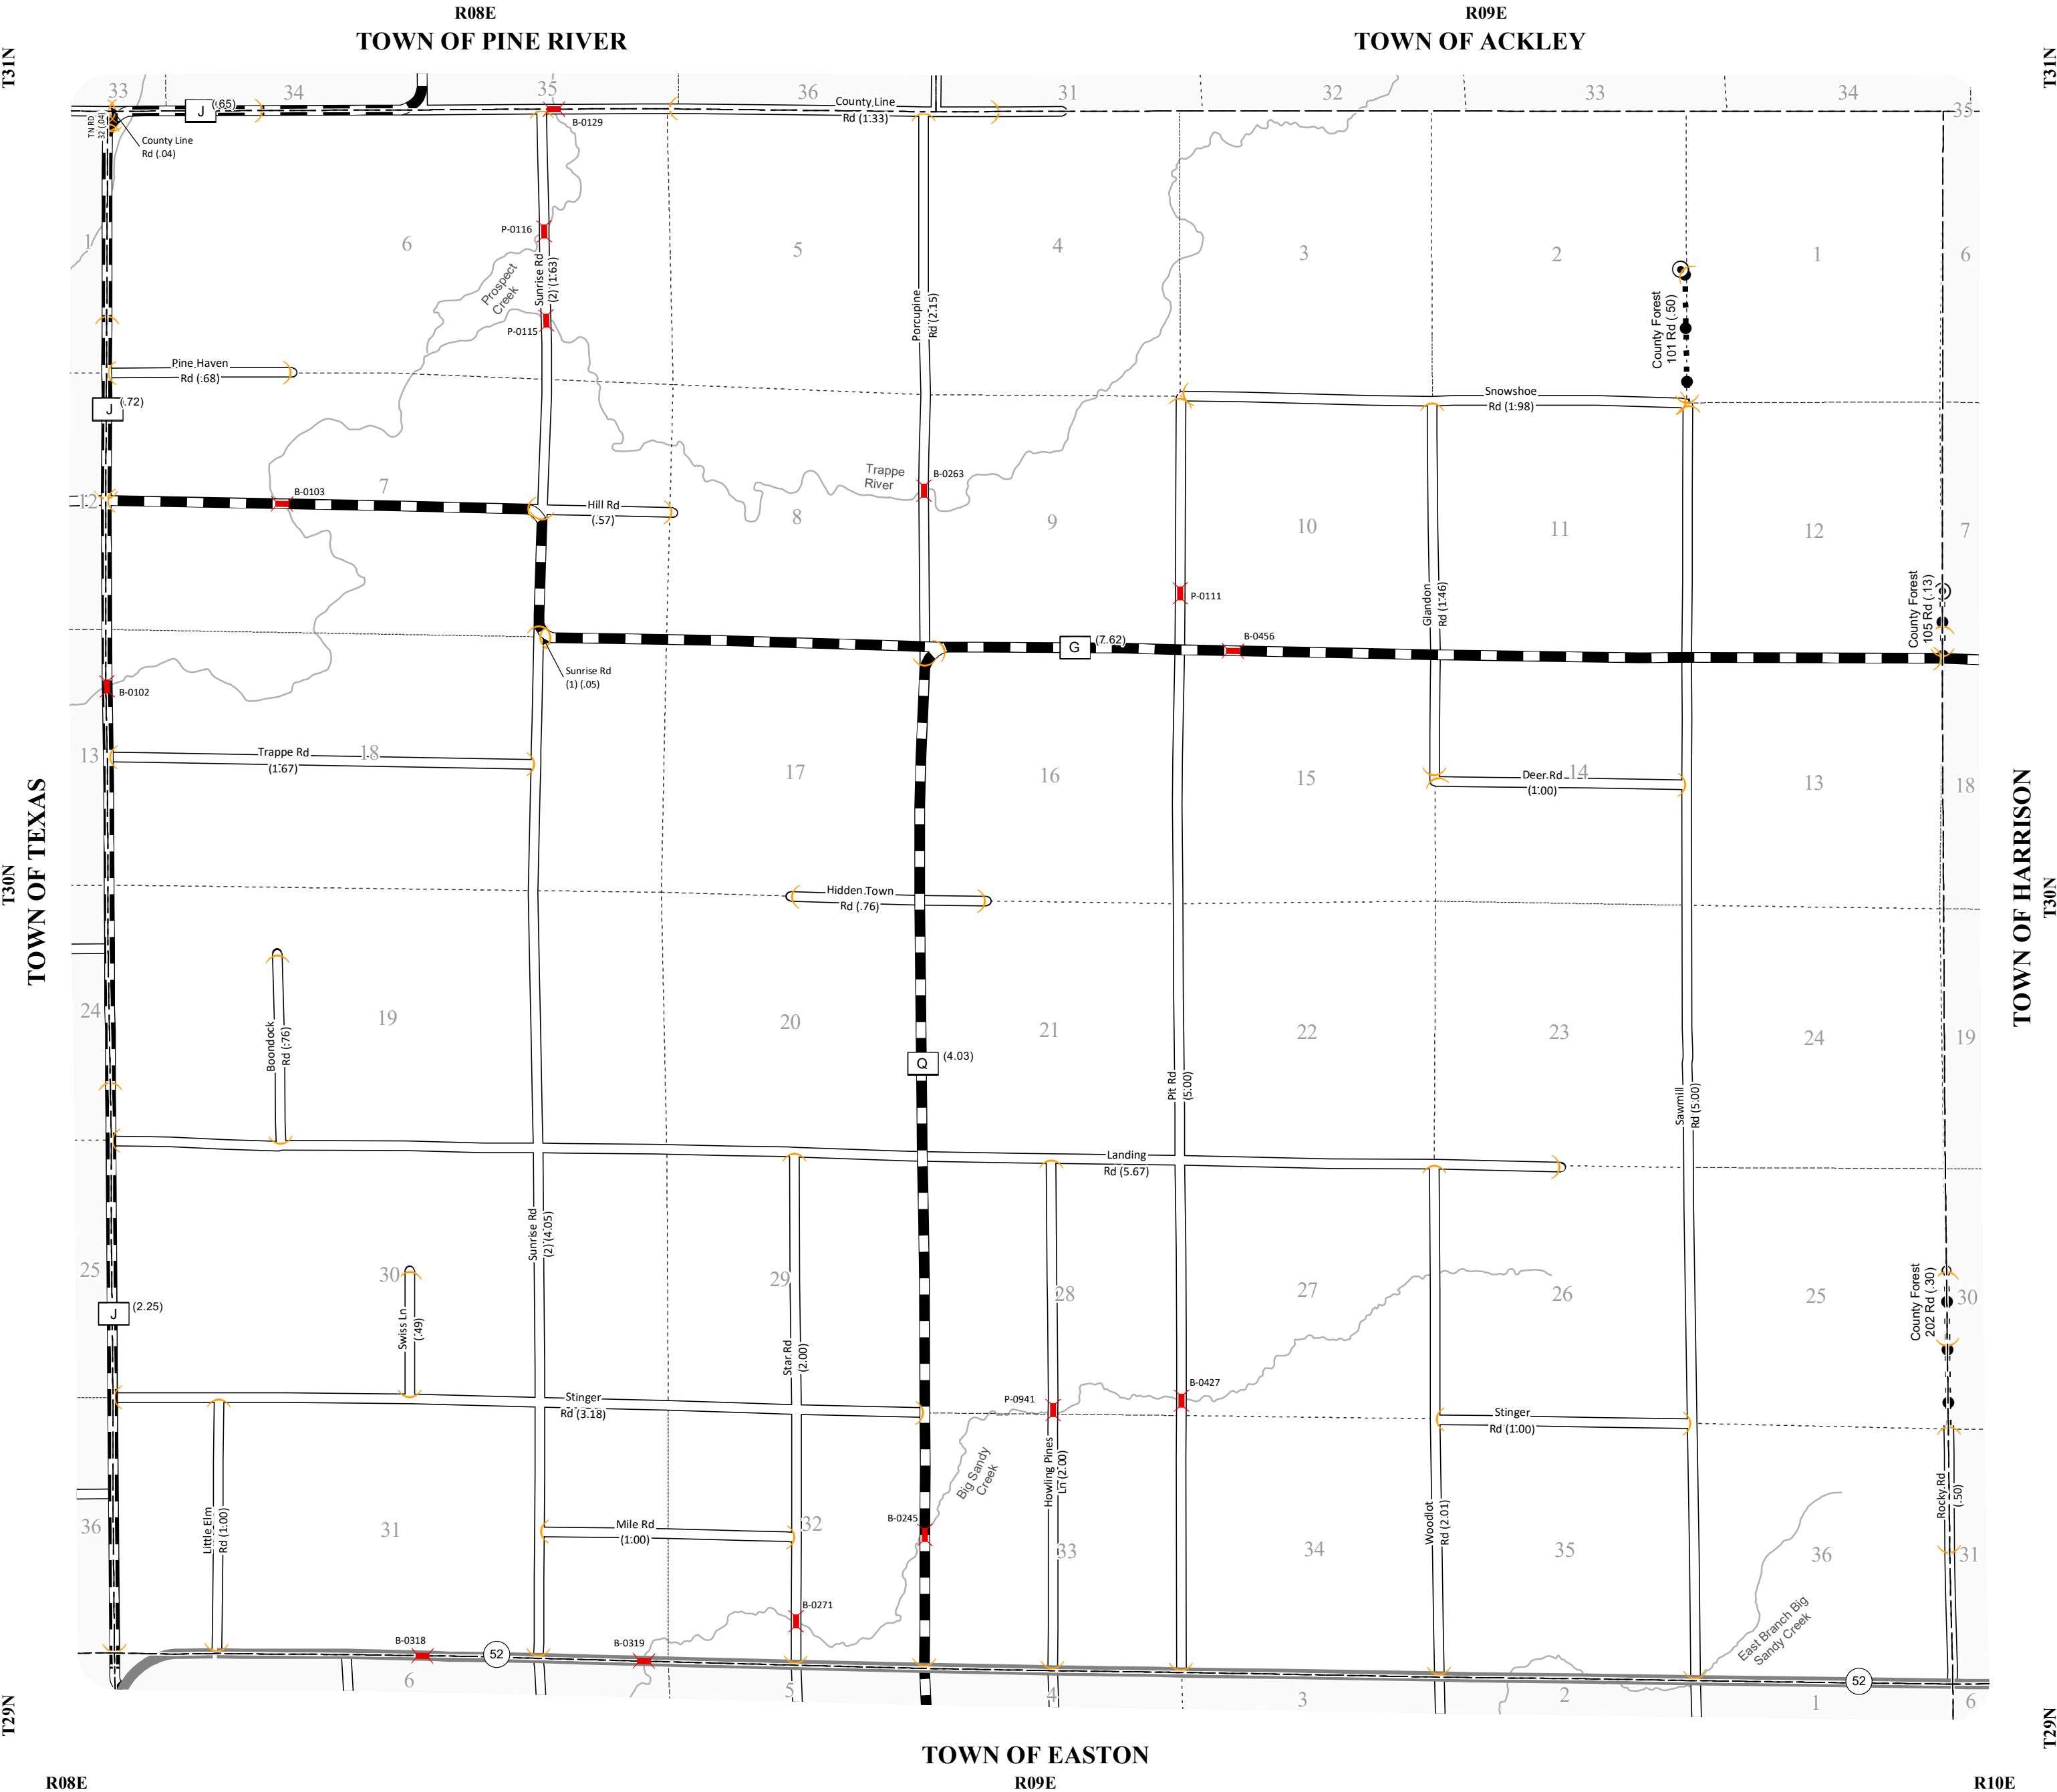 R08E
R09E
TOWN OF PINE RIVER
TOWN OF ACKLEY
T31N
T31N
33
34
35
36
31
32
33
34
35
J
(.65)
County Line
Rd (1.33)
B-0129
TN RD
32 (.04)
County Line
Rd (.04)
P-0116
1
6
5
4
3
2
1
6
Prospect
Creek
Sunrise Rd
(2) (1.63)
P-0115
Porcupine
Rd (2.15)
County Forest
101 Rd (.50)
Pine Haven
Rd (.68)
J
(.72)
Snowshoe
Rd (1.98)
Trappe
River
B-0263
12
B-0103
7
Hill Rd
(.57)
8
9
10
11
12
7
P-0111
Glandon
Rd (1.46)
County Forest
105 Rd (.13)
B-0456
G
(7.62)
Sunrise Rd
(1) (.05)
B-0102
13
Trappe Rd
(1.67)
18
17
16
15
Deer Rd
(1.00)
14
13
18
TOWN OF TEXAS
TOWN OF HARRISON
T30N
T30N
Hidden Town
Rd (.76)
24
19
20
21
22
23
24
19
Boondock
Rd (.76)
Q
(4.03)
Pit Rd
(5.00)
Sawmill
Rd (5.00)
Landing
Rd (5.67)
Sunrise Rd
(2) (4.05)
25
30
29
28
27
26
25
30
County Forest
202 Rd (.30)
J
(2.25)
Swiss Ln
(.49)
Star Rd
(2.00)
B-0427
P-0941
Stinger
Rd (3.18)
Stinger
Rd (1.00)
Big Sandy
Creek
Howling Pines
Ln (2.00)
Rocky Rd
(.50)
Little Elm
Rd (1.00)
Woodlot
Rd (2.01)
B-0245
36
31
Mile Rd
(1.00)
32
33
34
35
36
31
B-0271
East Branch Big
Sandy Creek
B-0318
52
B-0319
52
6
5
4
3
2
1
6
T29N
T29N
TOWN OF EASTON
R08E
R09E
R10E